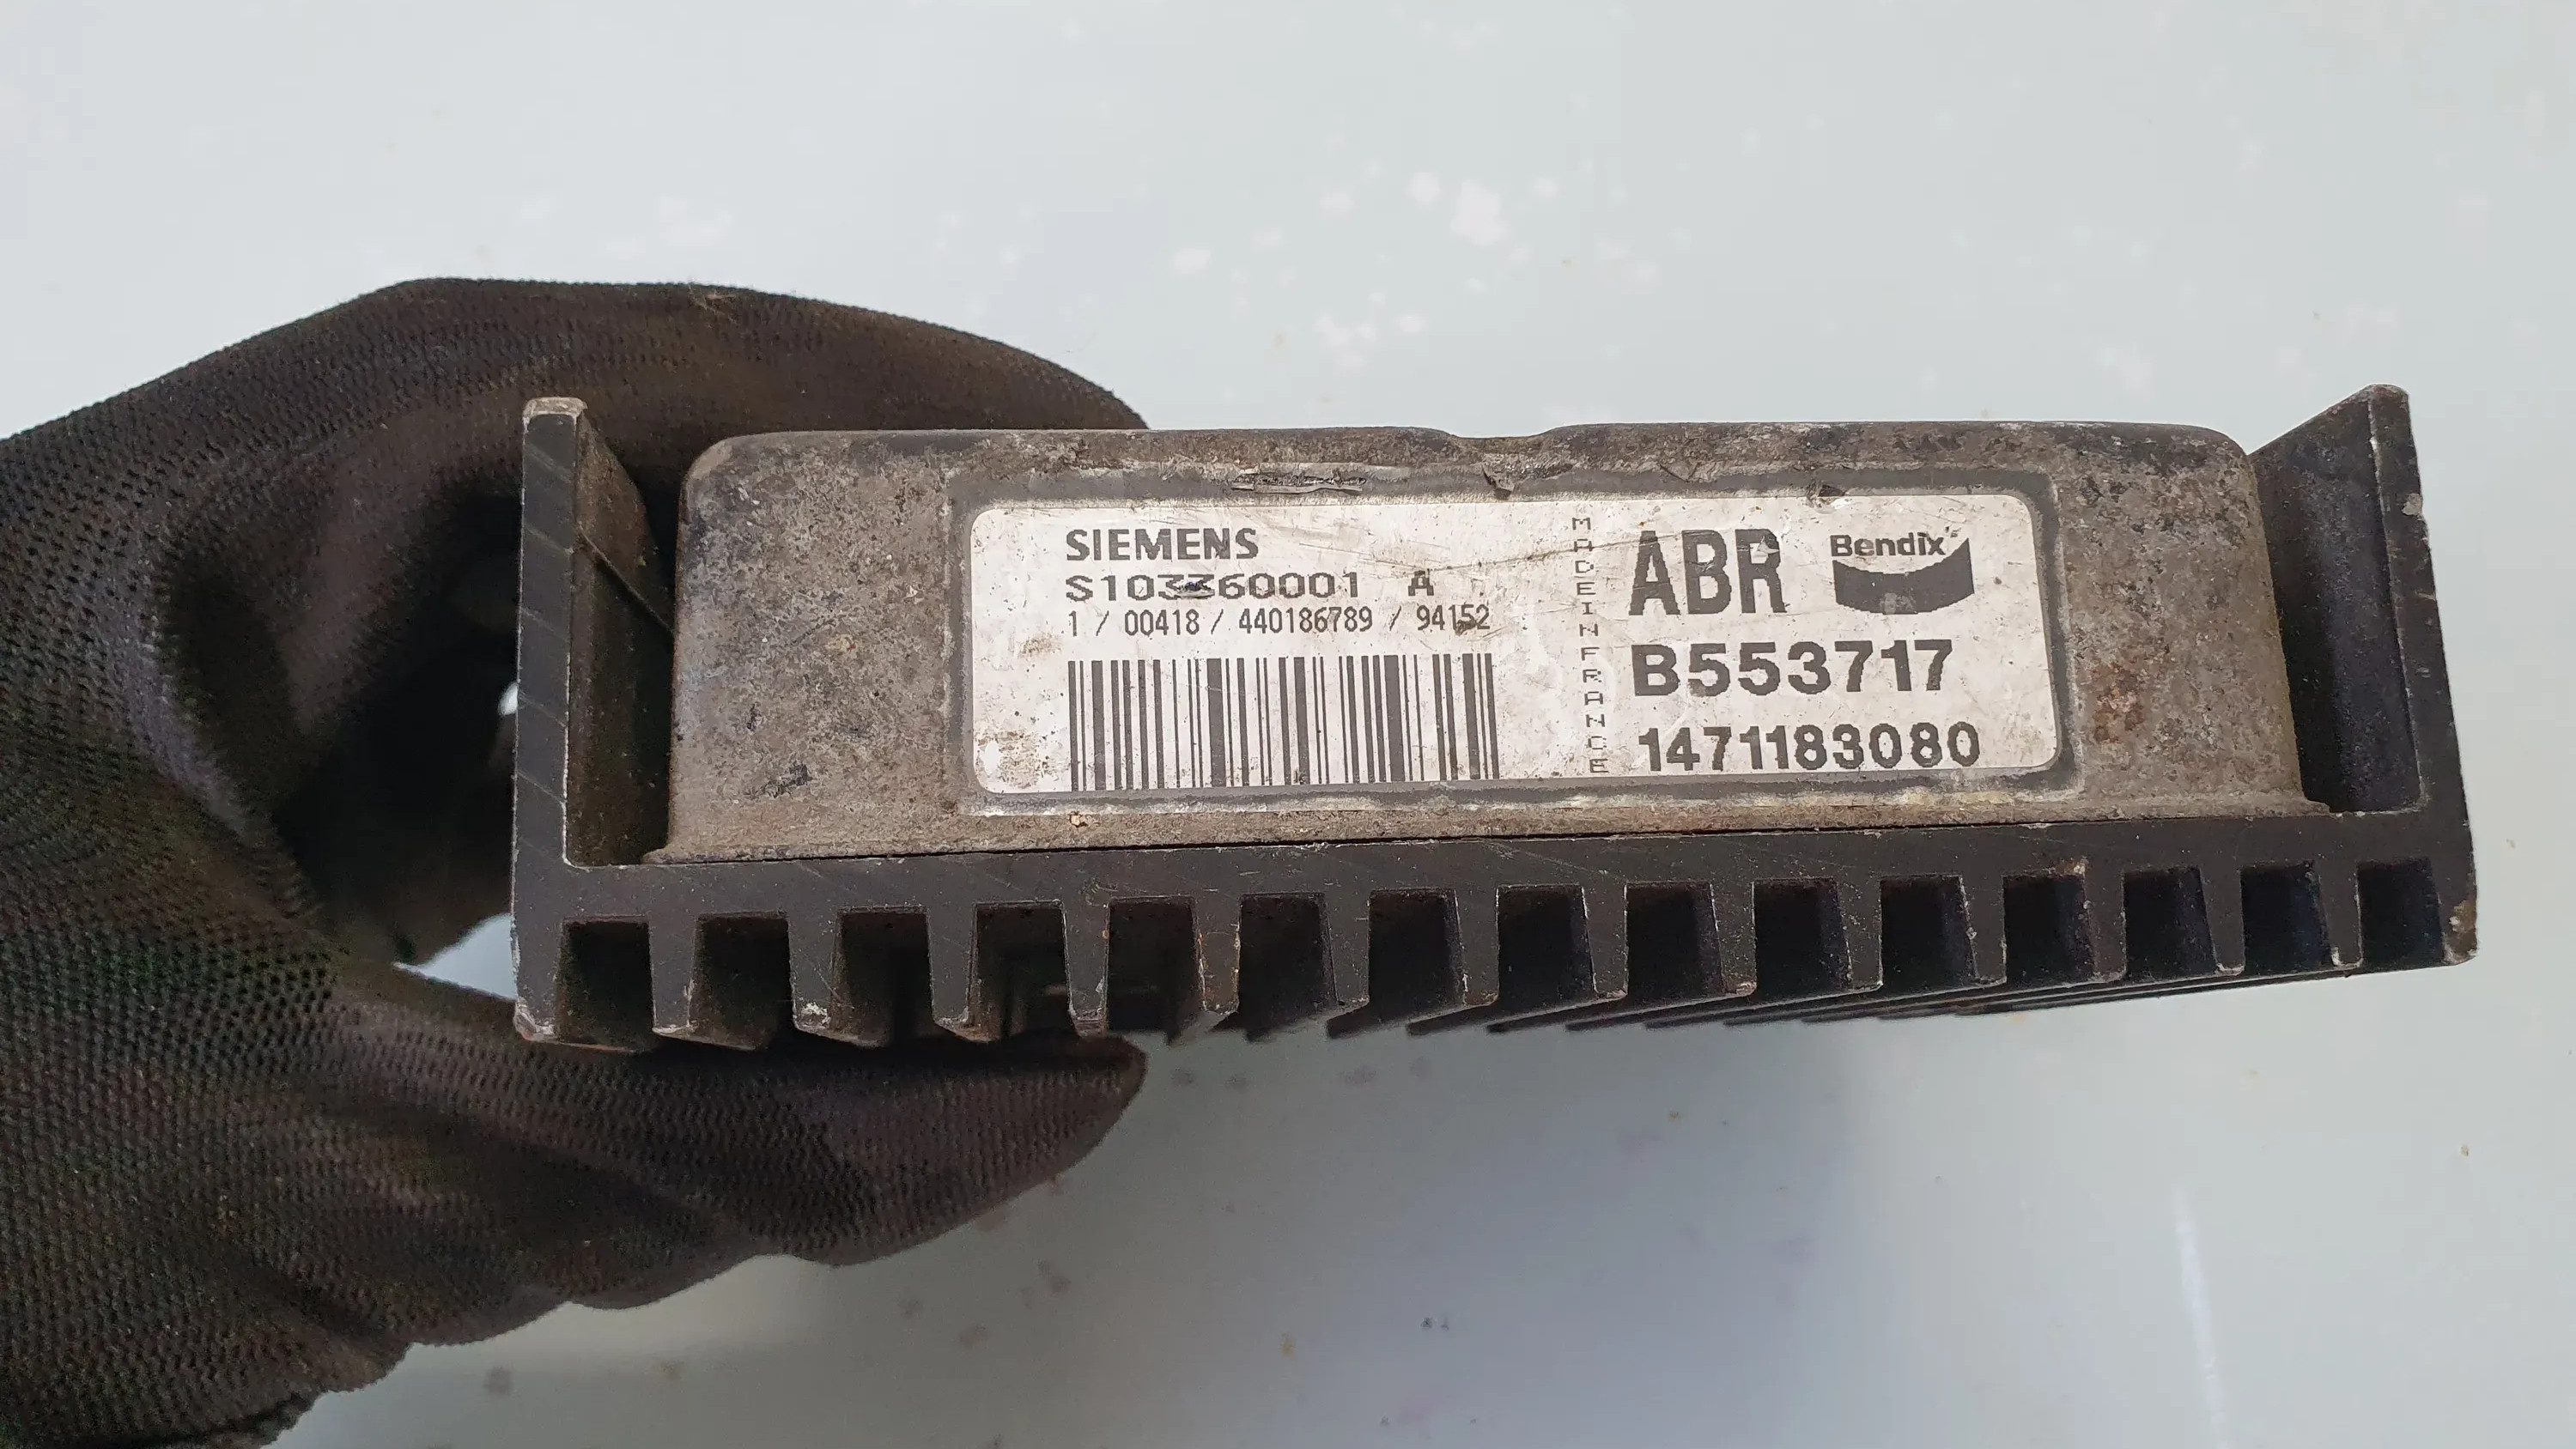 SIEMENS
S103360001 A
1 / 00418 / 440186789 / 94152
MADE IN FRANCE
ABR
Bendix
B553717
1471183080